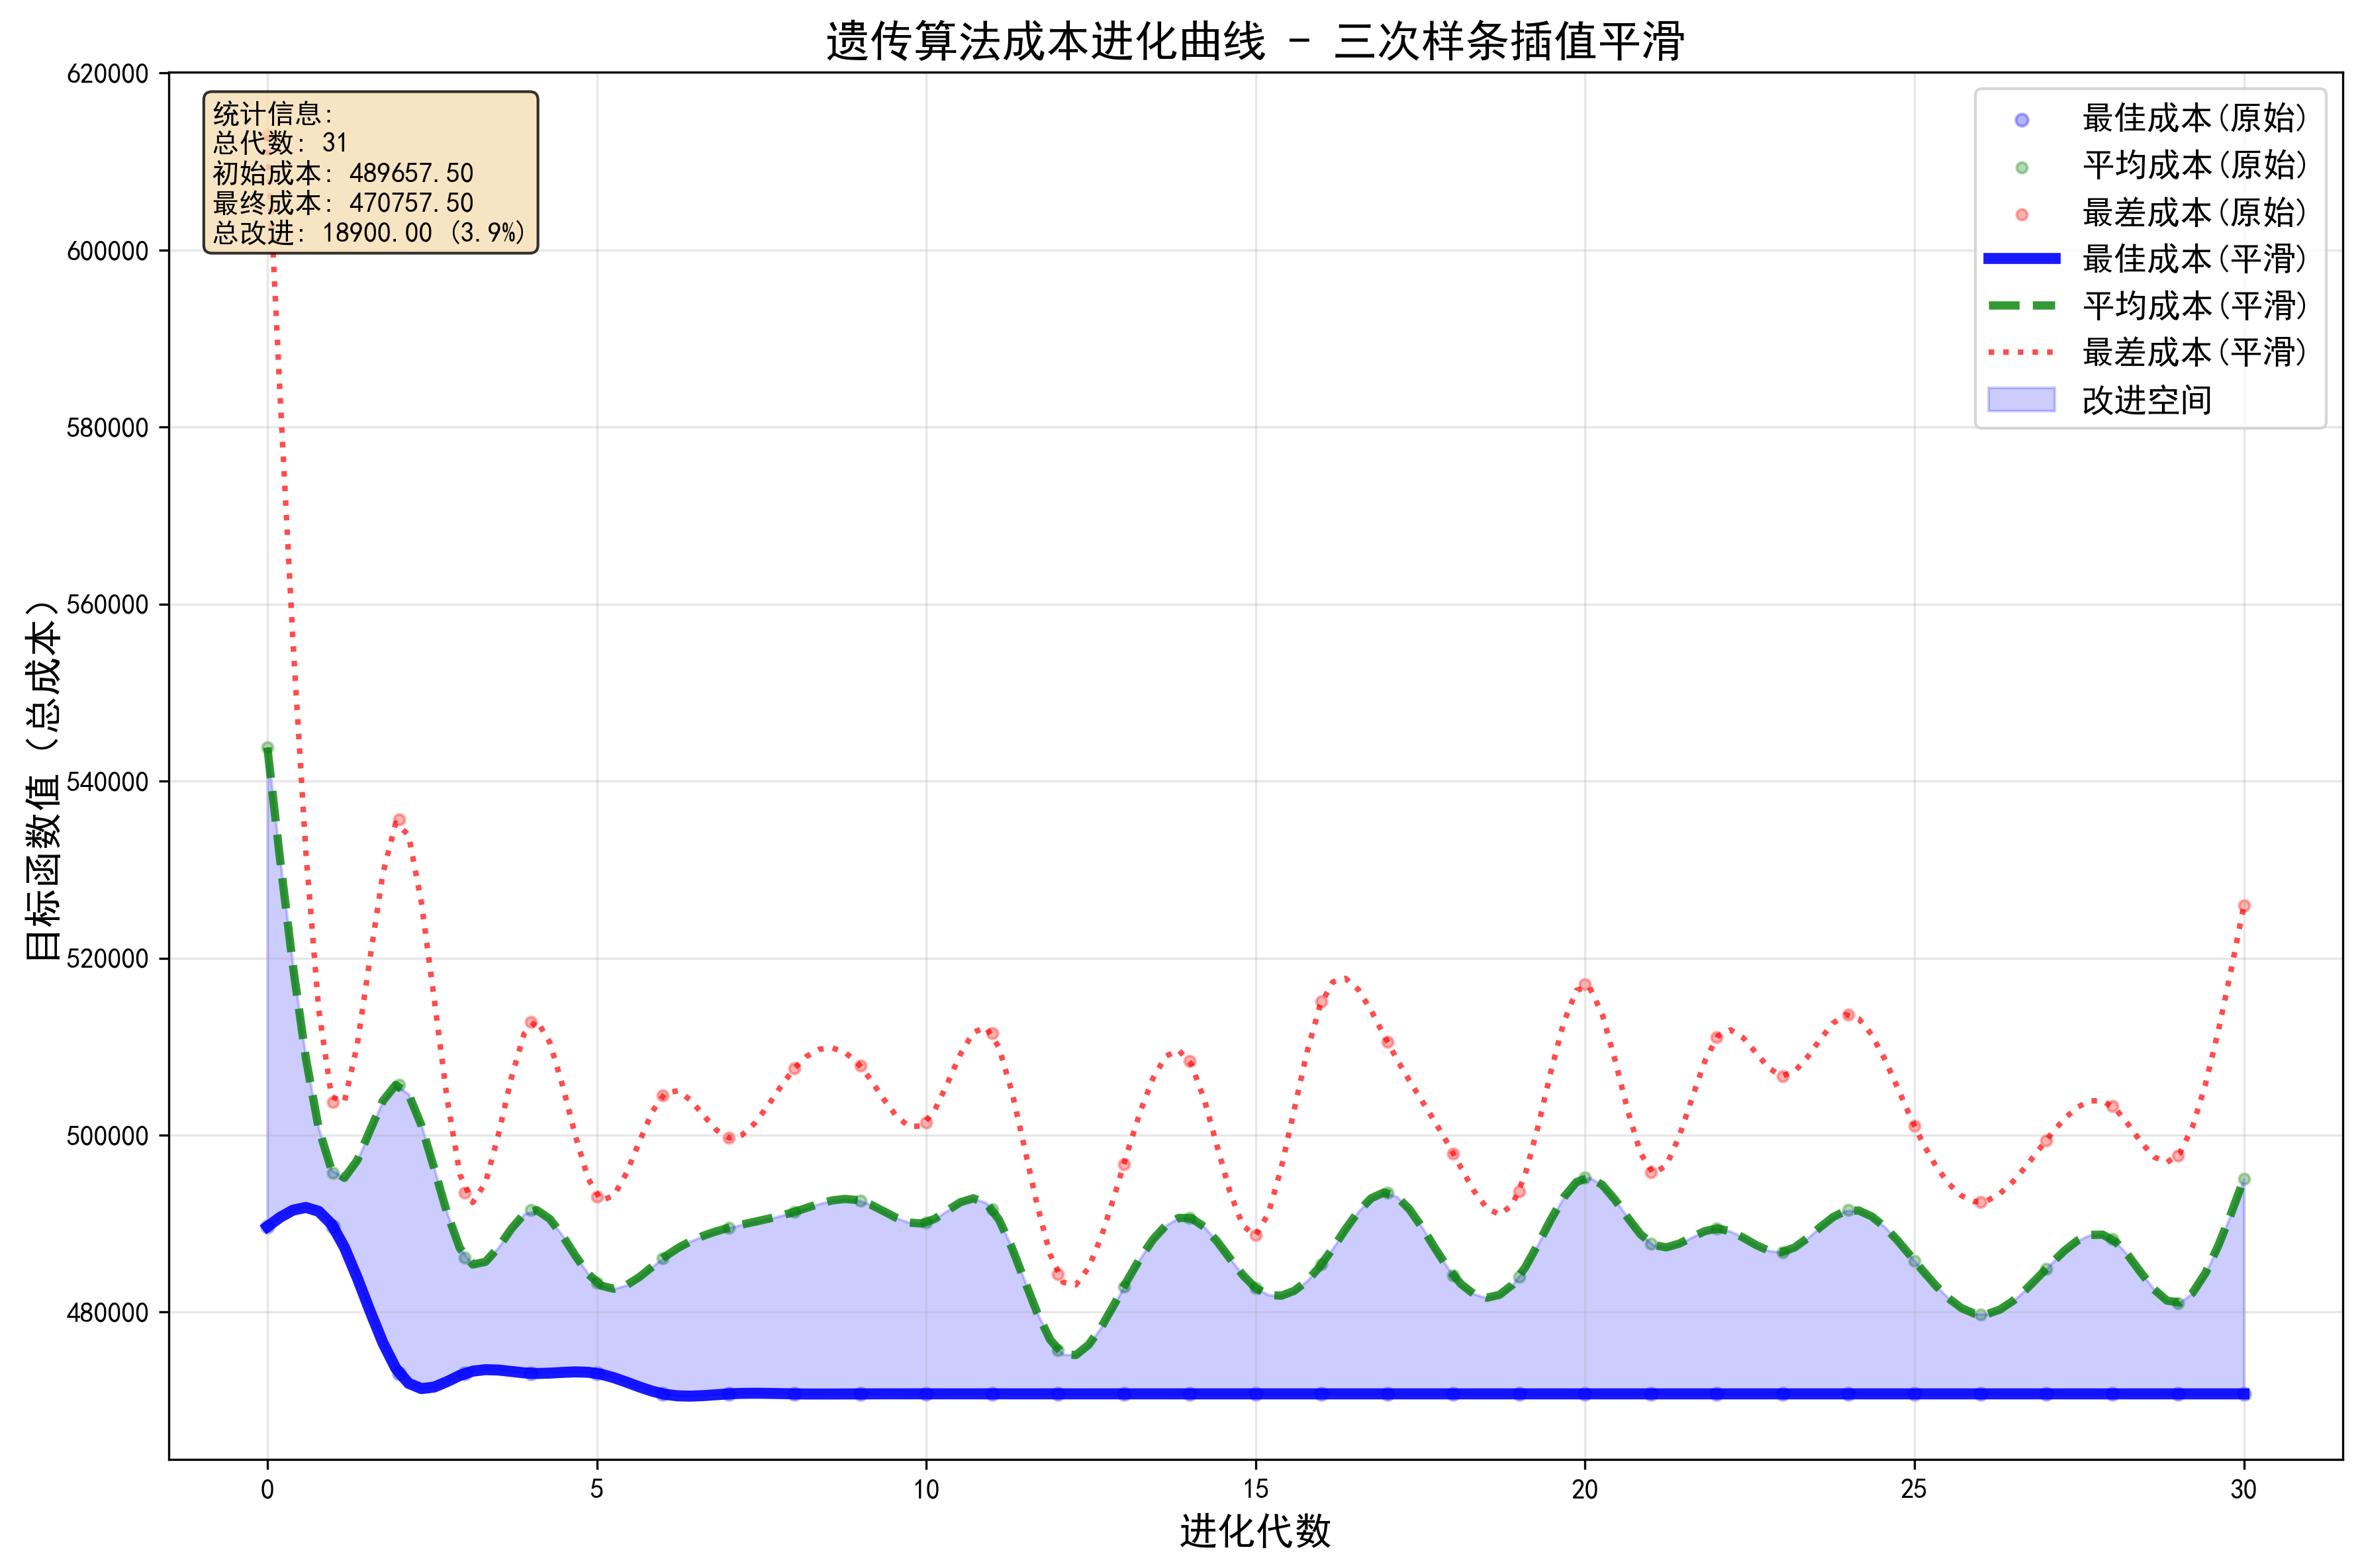 遗传算法成本进化曲线 - 三次样条插值平滑
620000
600000
580000
560000
540000
520000
500000
480000
目标函数值（总成本）
统计信息:
总代数: 31
初始成本: 489657.50
最终成本: 470757.50
总改进: 18900.00 (3.9%)
最佳成本(原始)
平均成本(原始)
最差成本(原始)
最佳成本(平滑)
平均成本(平滑)
最差成本(平滑)
改进空间
0 5 10 15 20 25 30
进化代数